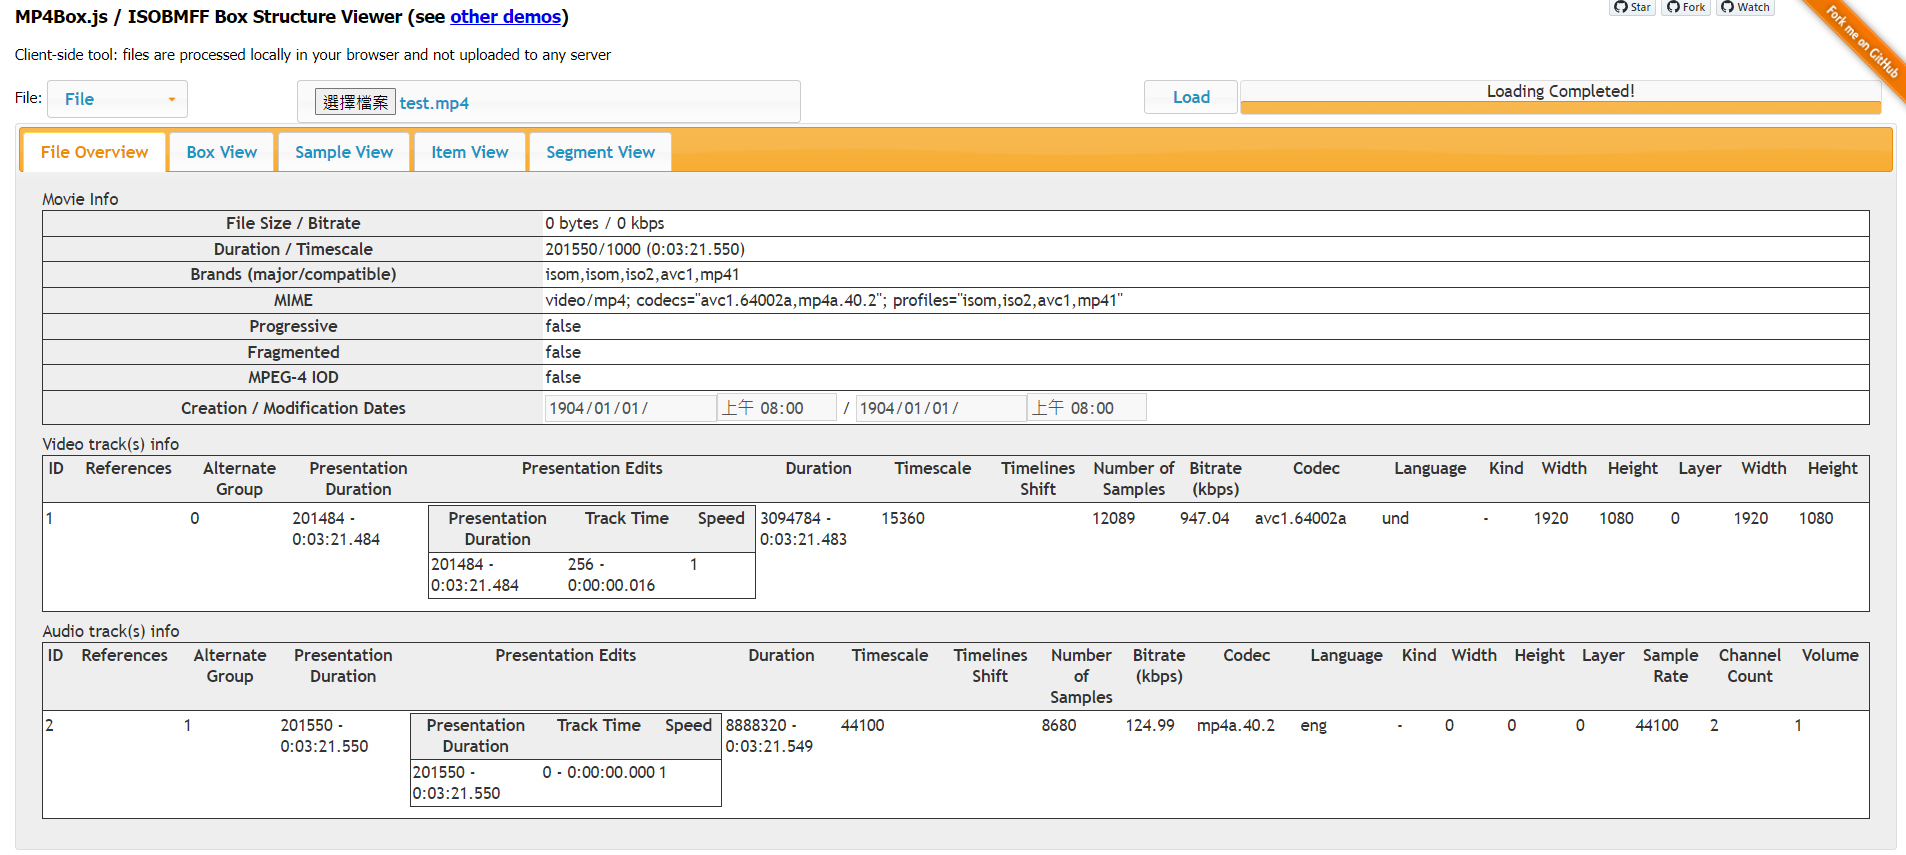 MP4Box.js / ISOBMFF Box Structure Viewer (see other demos)
Star Fork Watch
Fork me on GitHub
Client-side tool: files are processed locally in your browser and not uploaded to any server
File: File 選擇檔案 test.mp4 Load Loading Completed!
File Overview Box View Sample View Item View Segment View
Movie Info
File Size / Bitrate 0 bytes / 0 kbps
Duration / Timescale 201550/1000 (0:03:21.550)
Brands (major/compatible) isom,isom,iso2,avc1,mp41
MIME video/mp4; codecs="avc1.64002a,mp4a.40.2"; profiles="isom,iso2,avc1,mp41"
Progressive false
Fragmented false
MPEG-4 IOD false
Creation / Modification Dates 1904/01/01/ 上午 08:00 / 1904/01/01/ 上午 08:00
Video track(s) info
ID References Alternate Presentation Presentation Edits Duration Timescale Timelines Number of Bitrate Codec Language Kind Width Height Layer Width Height
Group Duration Shift Samples (kbps)
1 0 201484 - Presentation Track Time Speed 3094784 - 15360 12089 947.04 avc1.64002a und - 1920 1080 0 1920 1080
0:03:21.484 Duration 0:03:21.483
201484 - 256 - 1
0:03:21.484 0:00:00.016
Audio track(s) info
ID References Alternate Presentation Presentation Edits Duration Timescale Timelines Number Bitrate Codec Language Kind Width Height Layer Sample Channel Volume
Group Duration Shift of (kbps) Rate Count
Samples
2 1 201550 - Presentation Track Time Speed 8888320 - 44100 8680 124.99 mp4a.40.2 eng - 0 0 0 44100 2 1
0:03:21.550 Duration 0:03:21.549
201550 - 0 - 0:00:00.000 1
0:03:21.550